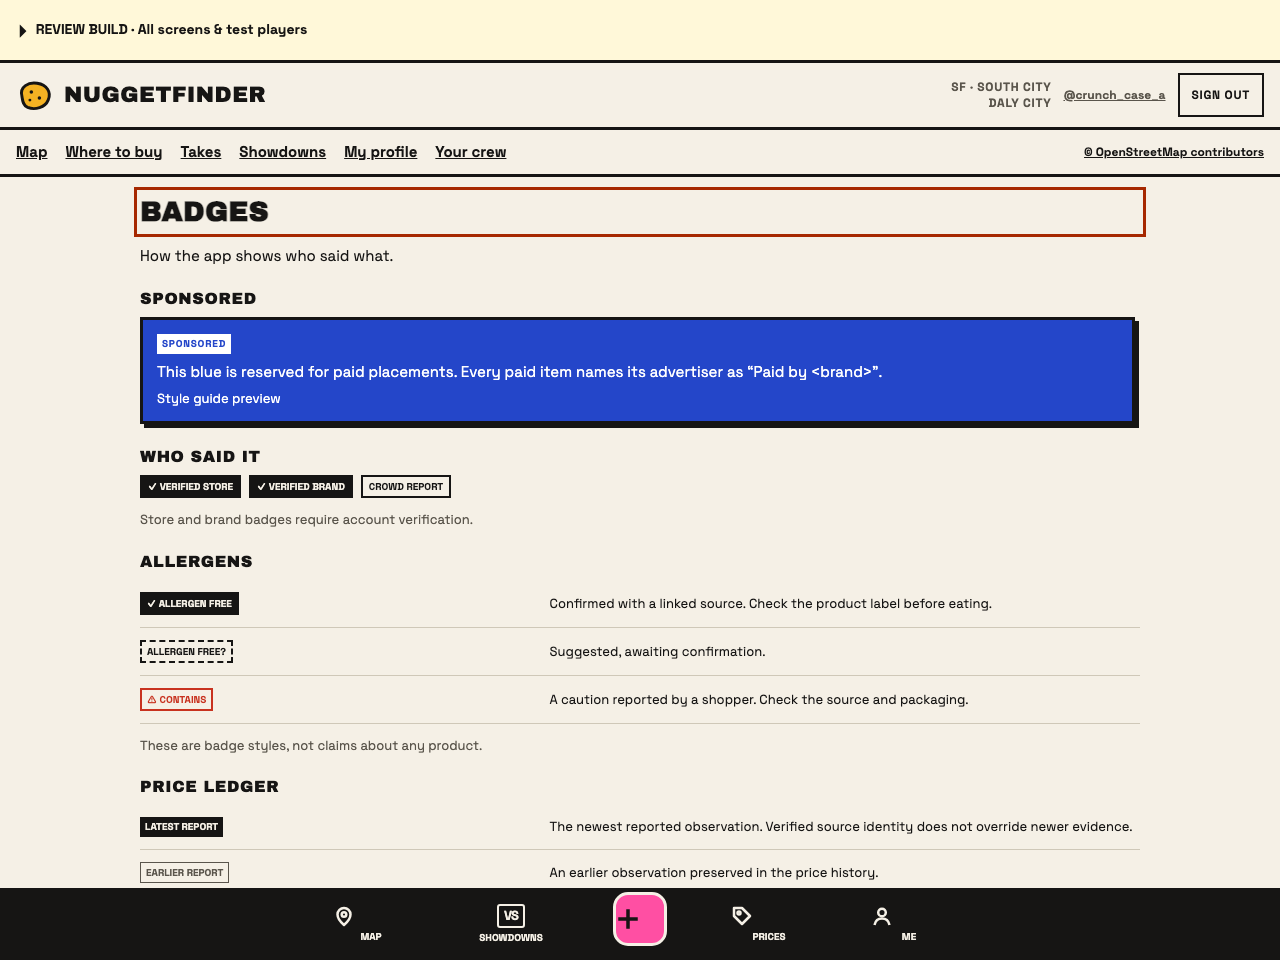 REVIEW BUILD · All screens & test players
NUGGETFINDER
SF · SOUTH CITY
DALY CITY
@crunch_case_a
SIGN OUT
Map Where to buy Takes Showdowns My profile Your crew
© OpenStreetMap contributors
BADGES
How the app shows who said what.
SPONSORED
SPONSORED
This blue is reserved for paid placements. Every paid item names its advertiser as “Paid by <brand>”.
Style guide preview
WHO SAID IT
✓ VERIFIED STORE ✓ VERIFIED BRAND CROWD REPORT
Store and brand badges require account verification.
ALLERGENS
✓ ALLERGEN FREE Confirmed with a linked source. Check the product label before eating.
ALLERGEN FREE? Suggested, awaiting confirmation.
⚠ CONTAINS A caution reported by a shopper. Check the source and packaging.
These are badge styles, not claims about any product.
PRICE LEDGER
LATEST REPORT The newest reported observation. Verified source identity does not override newer evidence.
EARLIER REPORT An earlier observation preserved in the price history.
MAP
VS
SHOWDOWNS
+
PRICES
ME